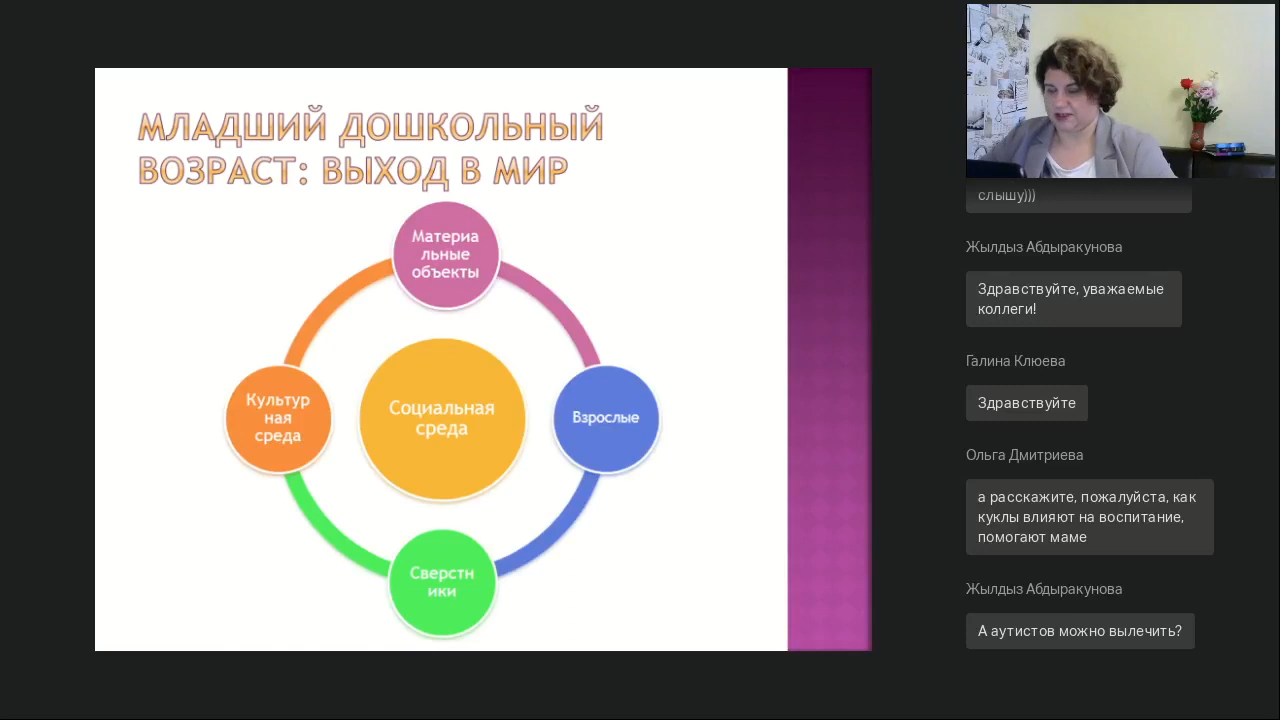 МЛАДШИЙ ДОШКОЛЬНЫЙ
ВОЗРАСТ: ВЫХОД В МИР
Материа
льные
объекты
Культур
ная
среда
Социальная
среда
Взрослые
Сверстн
ики
слышу)))
Жылдыз Абдыракунова
Здравствуйте, уважаемые
коллеги!
Галина Клюева
Здравствуйте
Ольга Дмитриева
а расскажите, пожалуйста, как
куклы влияют на воспитание,
помогают маме
Жылдыз Абдыракунова
А аутистов можно вылечить?